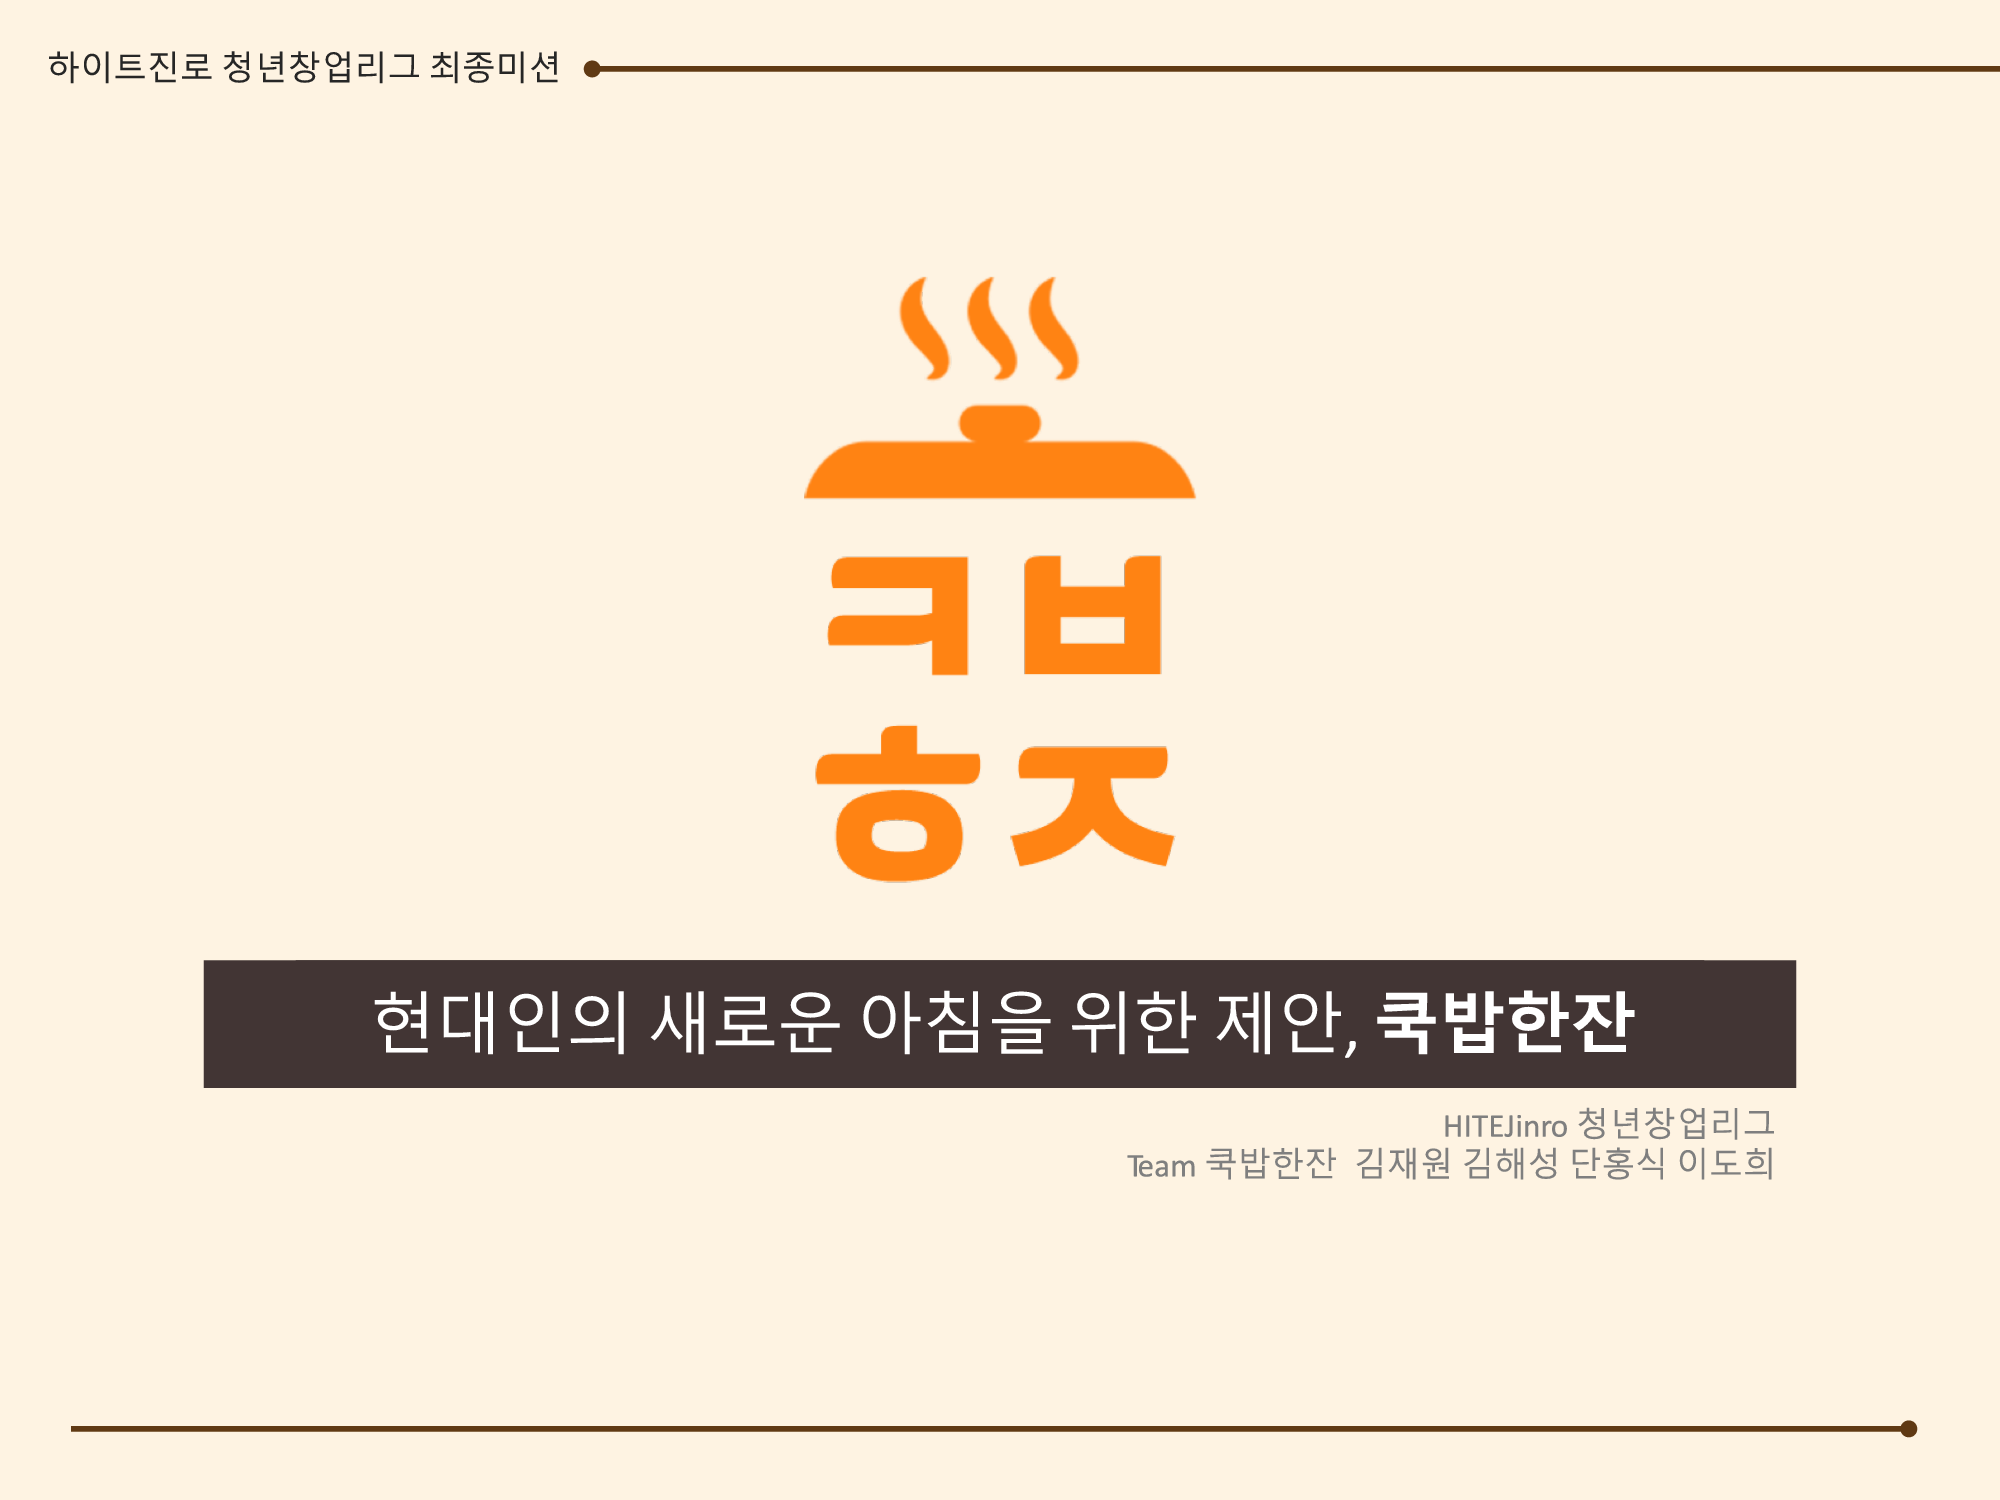 하이트진로 청년창업리그 최종미션
ㅋㅂ
ㅎㅈ
현대인의 새로운 아침을 위한 제안, 쿡밥한잔
HITEJinro 청년창업리그
Team 쿡밥한잔 김재원 김해성 단홍식 이도희